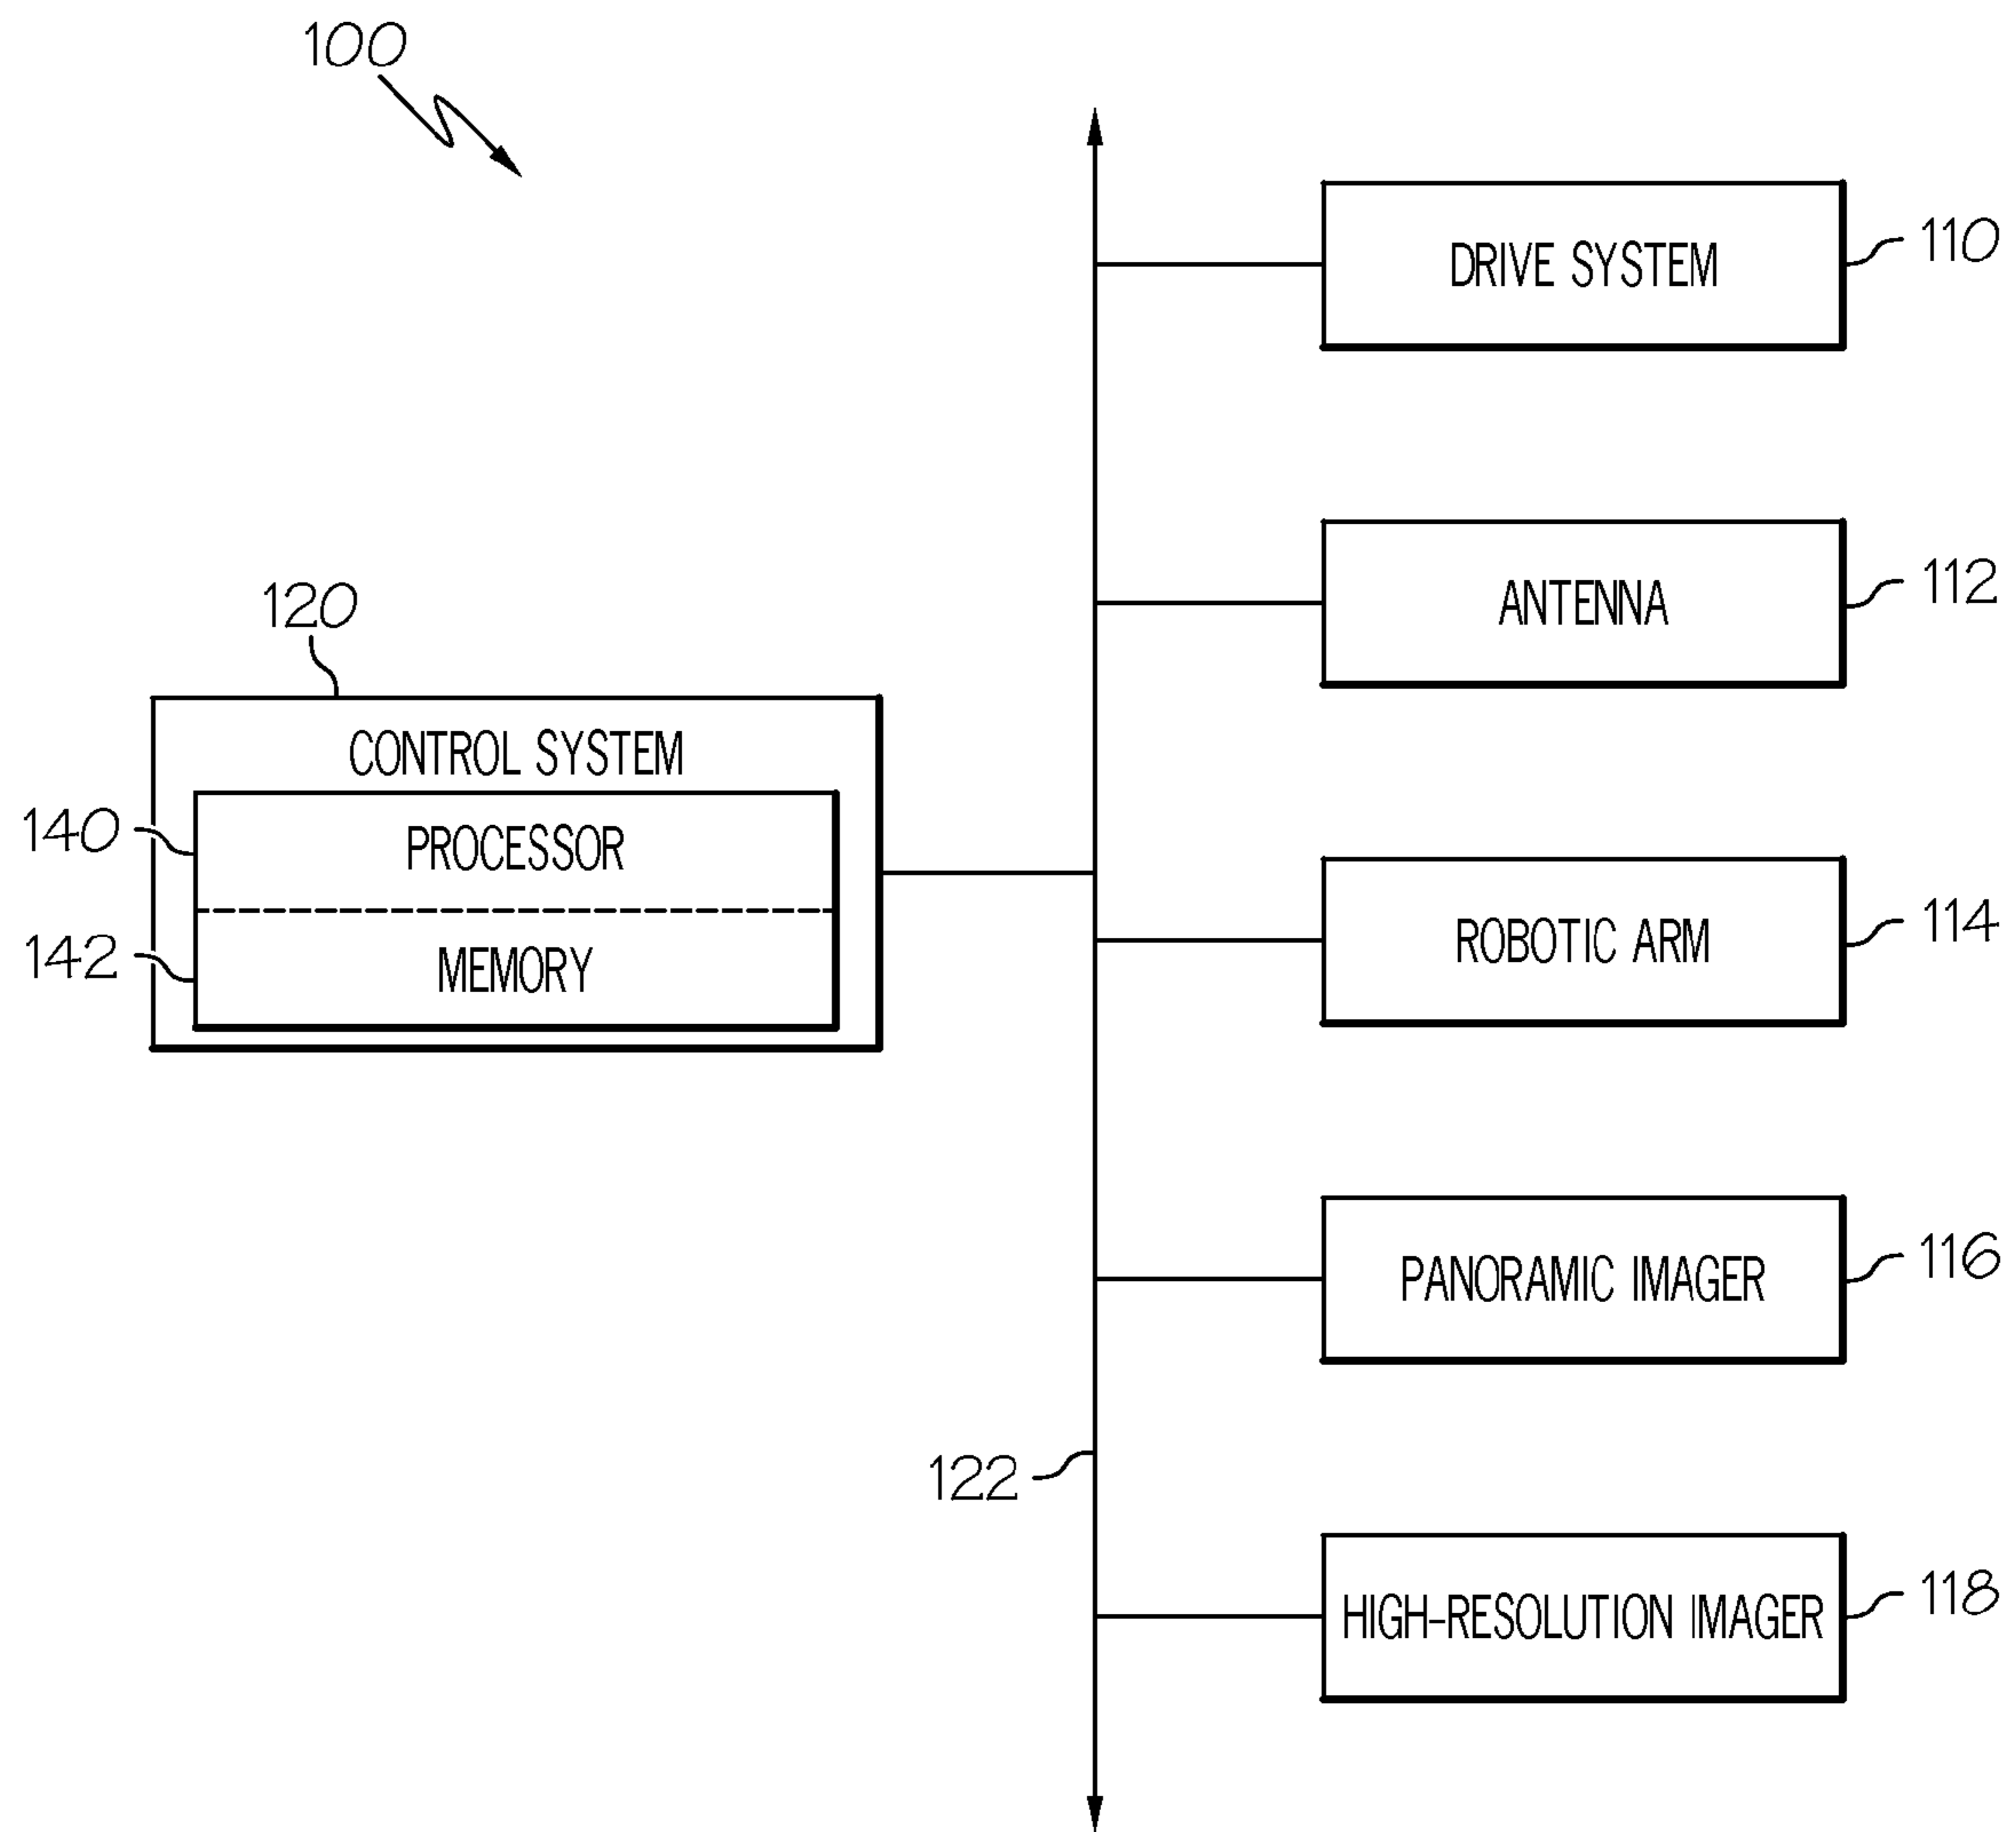 100
DRIVE SYSTEM
110
ANTENNA
112
120
CONTROL SYSTEM
140
PROCESSOR
142
MEMORY
ROBOTIC ARM
114
PANORAMIC IMAGER
116
122
HIGH-RESOLUTION IMAGER
118